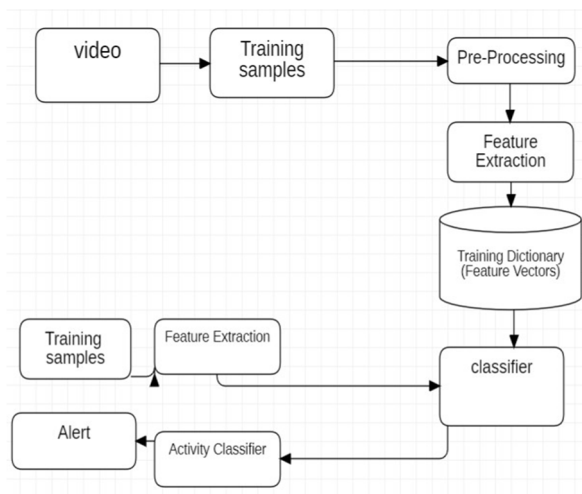 video
Training
samples
Pre-Processing
Feature
Extraction
Training Dictionary
(Feature Vectors)
Training
samples
Feature Extraction
classifier
Alert
Activity Classifier